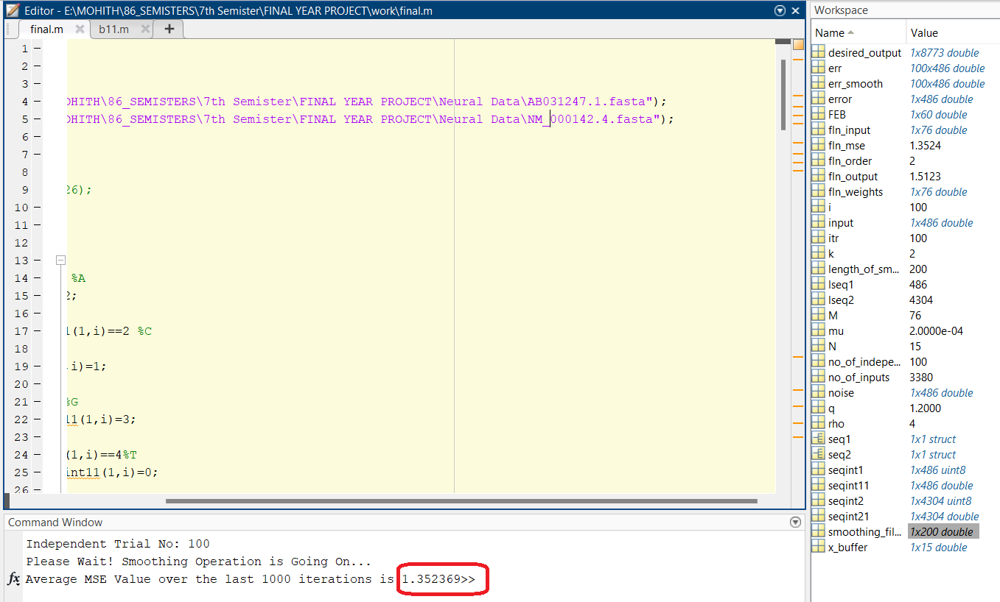 Editor - E:\MOHITH\86_SEMISTERS\7th Semister\FINAL YEAR PROJECT\work\final.m
final.m
b11.m
1
2
3
4 OHITH\86_SEMISTERS\7th Semister\FINAL YEAR PROJECT\Neural Data\AB031247.1.fasta");
5 OHITH\86_SEMISTERS\7th Semister\FINAL YEAR PROJECT\Neural Data\NM_000142.4.fasta");
6
7
8
9 26);
10
11
12
13
14 %A
15 2;
16
17 1(1,i)==2 %C
18
19 ,i)=1;
20
21 %G
22 11(1,i)=3;
23
24 (1,i)==4%T
25 int11(1,i)=0;
26
Command Window
Independent Trial No: 100
Please Wait! Smoothing Operation is Going On...
fx Average MSE Value over the last 1000 iterations is 1.352369>>
Workspace
Name Value
desired_output 1x8773 double
err 100x486 double
err_smooth 100x486 double
error 1x486 double
FEB 1x60 double
fln_input 1x76 double
fln_mse 1.3524
fln_order 2
fln_output 1.5123
fln_weights 1x76 double
i 100
input 1x486 double
itr 100
k 2
length_of_sm... 200
lseq1 486
lseq2 4304
M 76
mu 2.0000e-04
N 15
no_of_indepe... 100
no_of_inputs 3380
noise 1x486 double
q 1.2000
rho 4
seq1 1x1 struct
seq2 1x1 struct
seqint1 1x486 uint8
seqint11 1x486 double
seqint2 1x4304 uint8
seqint21 1x4304 double
smoothing_fil... 1x200 double
x_buffer 1x15 double